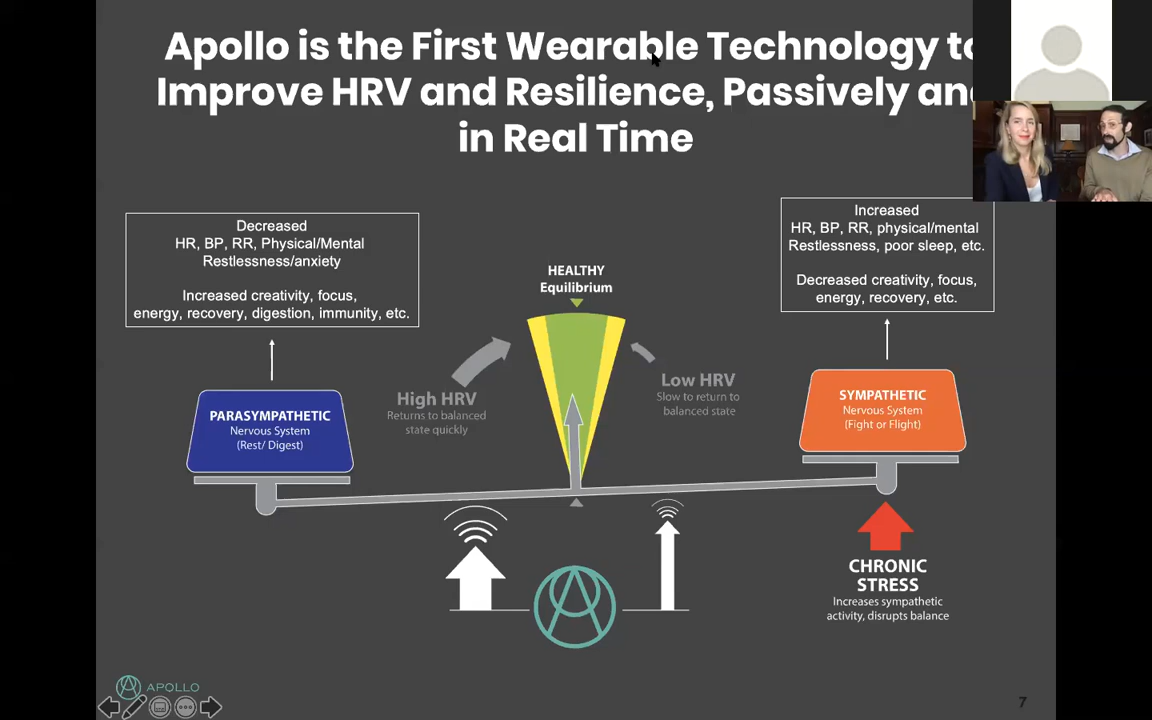 Apollo is the First Wearable Technology to
Improve HRV and Resilience, Passively and
in Real Time
Decreased
HR, BP, RR, Physical/Mental
Restlessness/anxiety
Increased creativity, focus,
energy, recovery, digestion, immunity, etc.
Increased
HR, BP, RR, physical/mental
Restlessness, poor sleep, etc.
Decreased creativity, focus,
energy, recovery, etc.
HEALTHY
Equilibrium
High HRV
Returns to balanced
state quickly
Low HRV
Slow to return to
balanced state
PARASYMPATHETIC
Nervous System
(Rest/ Digest)
SYMPATHETIC
Nervous System
(Fight or Flight)
CHRONIC
STRESS
Increases sympathetic
activity, disrupts balance
APOLLO
7